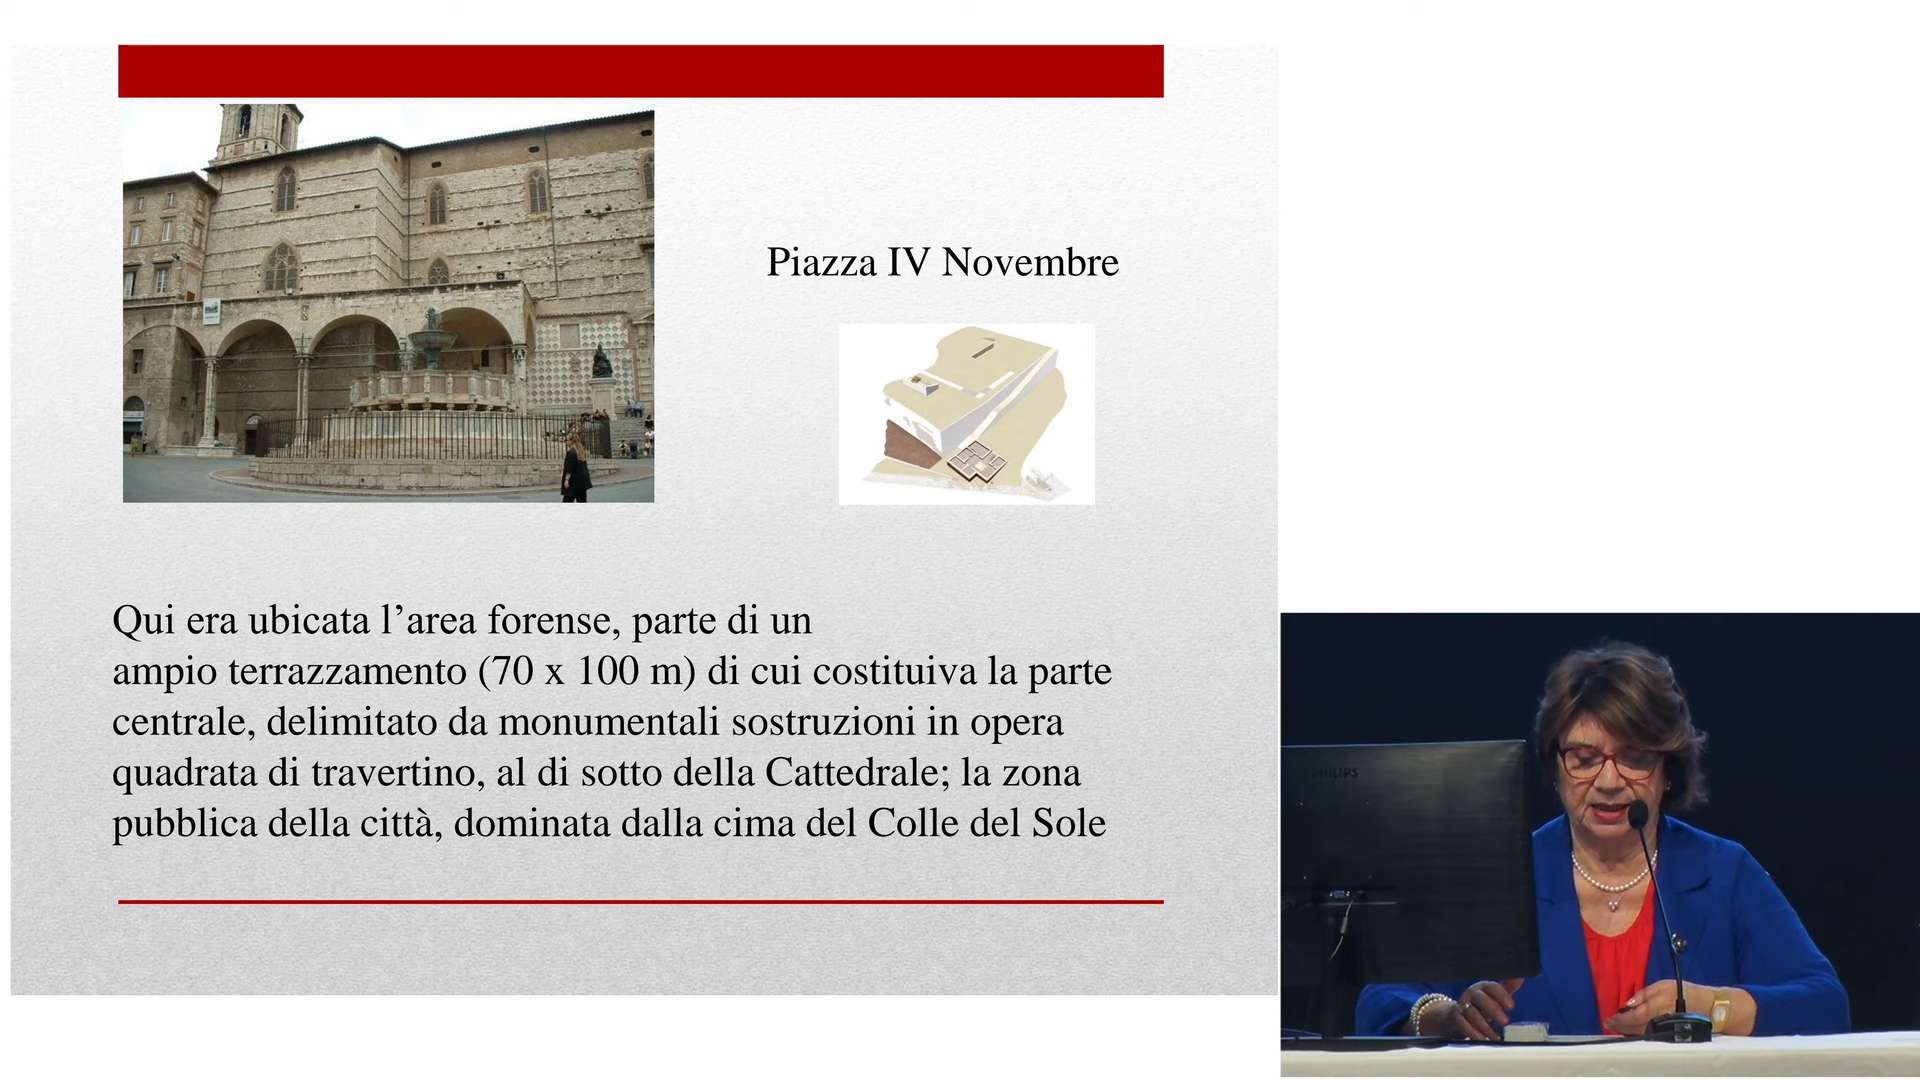 Piazza IV Novembre
Qui era ubicata l’area forense, parte di un
ampio terrazzamento (70 x 100 m) di cui costituiva la parte
centrale, delimitato da monumentali sostruzioni in opera
quadrata di travertino, al di sotto della Cattedrale; la zona
pubblica della città, dominata dalla cima del Colle del Sole
PHILIPS